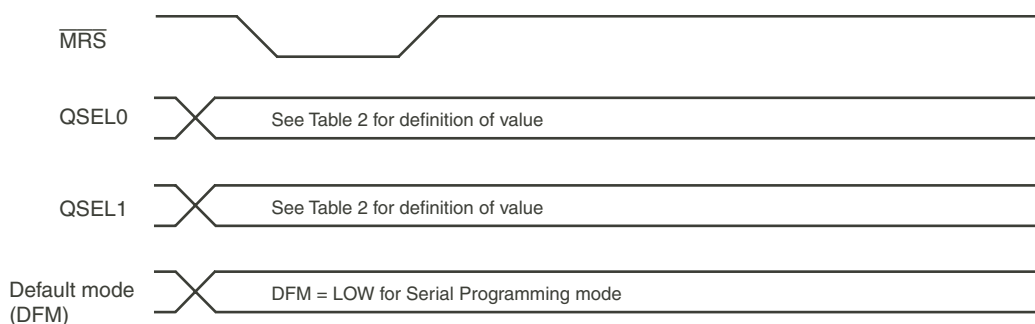 MRS
QSEL0
See Table 2 for definition of value
QSEL1
See Table 2 for definition of value
Default mode
(DFM)
DFM = LOW for Serial Programming mode